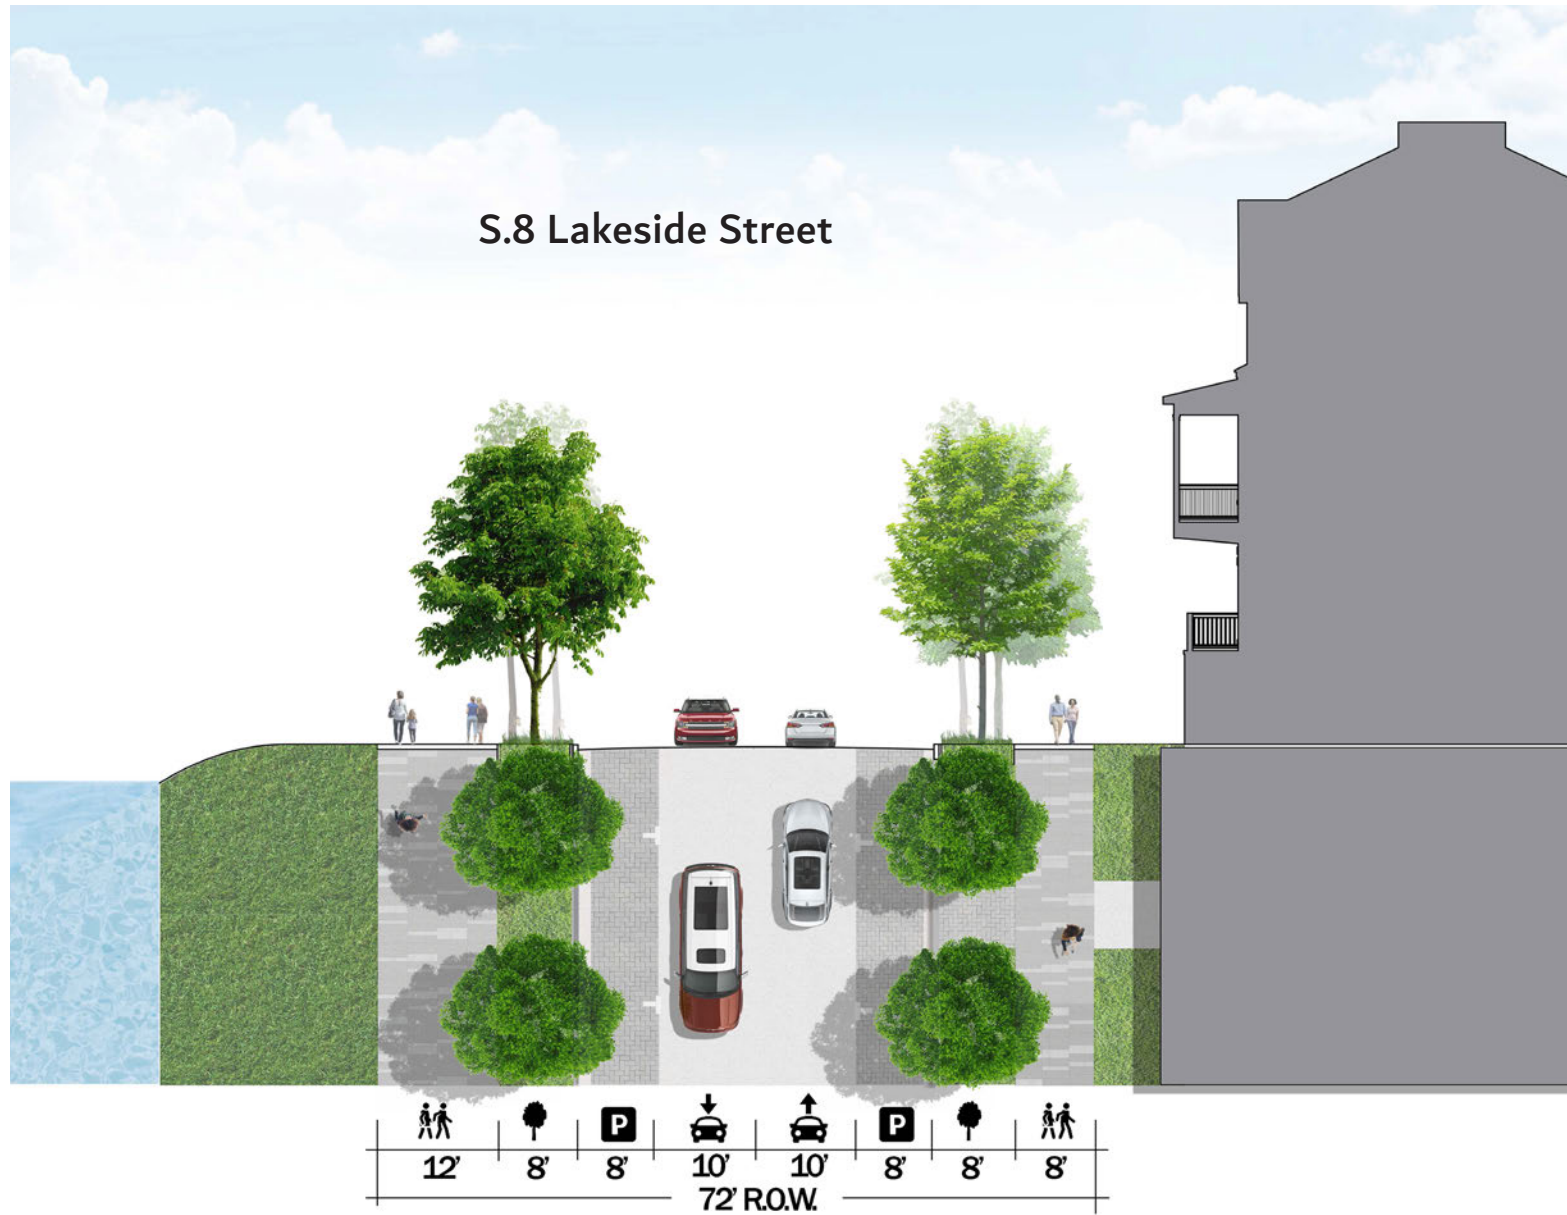 S.8 Lakeside Street
P P
12’ 8’ 8’ 10’ 10’ 8’ 8’ 8’
72’ R.O.W.